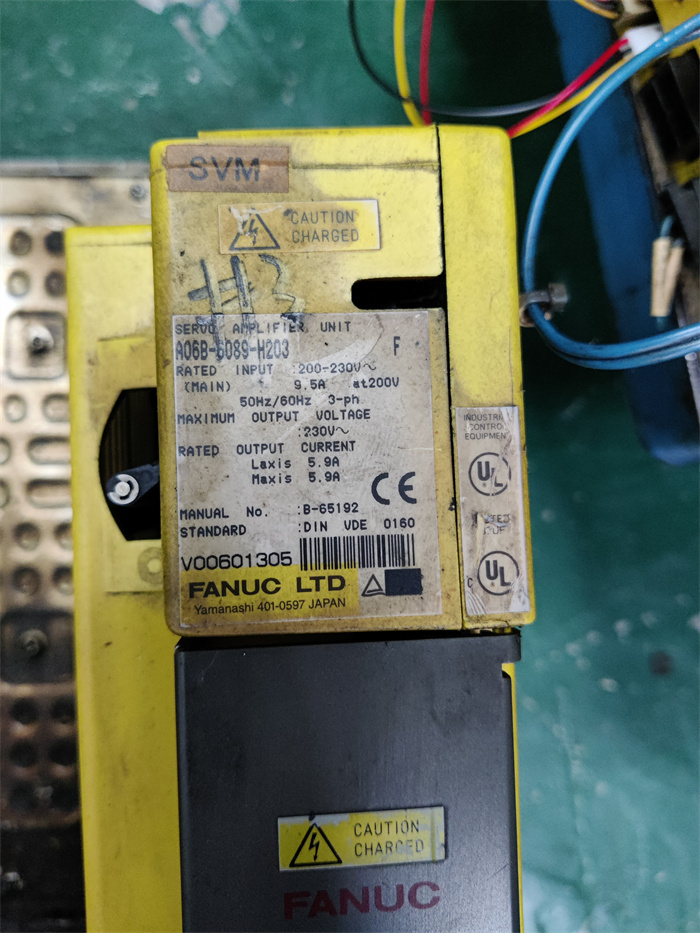 SVM
CAUTION
CHARGED
#3
SERVO AMPLIFIER UNIT
A06B-6089-H203 F
RATED INPUT :200-230V~
(MAIN) 9.5A at200V
50Hz/60Hz 3-ph
MAXIMUM OUTPUT VOLTAGE
:230V~
RATED OUTPUT CURRENT
Laxis 5.9A
Maxis 5.9A
CE
MANUAL No. :B-65192
STANDARD :DIN VDE 0160
V00601305
FANUC LTD
Yamanashi 401-0597 JAPAN
INDUSTRIAL
CONTROL
EQUIPMENT
UL
C UL
CAUTION
CHARGED
FANUC